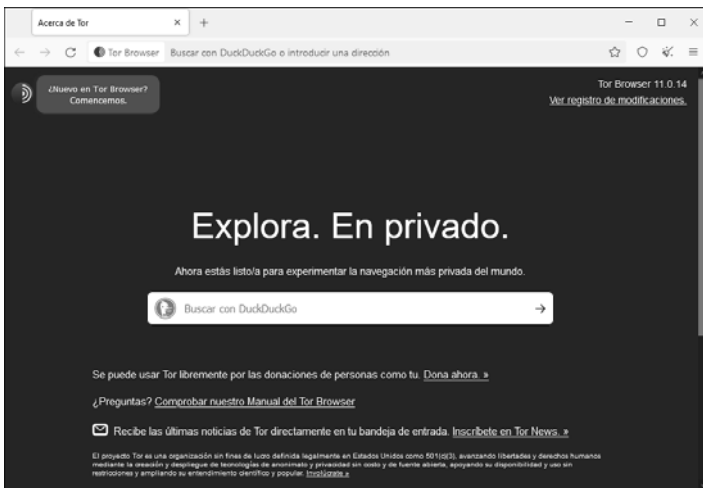 Acerca de Tor
Tor Browser Buscar con DuckDuckGo o introducir una dirección
¿Nuevo en Tor Browser?
Comencemos.
Tor Browser 11.0.14
Ver registro de modificaciones.
Explora. En privado.
Ahora estás listo/a para experimentar la navegación más privada del mundo.
Buscar con DuckDuckGo
Se puede usar Tor libremente por las donaciones de personas como tu. Dona ahora. »
¿Preguntas? Comprobar nuestro Manual del Tor Browser
Recibe las últimas noticias de Tor directamente en tu bandeja de entrada. Inscríbete en Tor News. »
El proyecto Tor es una organización sin fines de lucro definida legalmente en Estados Unidos como 501(c)(3), avanzando libertades y derechos humanos
mediante la creación y despliegue de tecnologías de anonimato y privacidad sin costo y de fuente abierta, apoyando su disponibilidad y uso sin
restricciones y ampliando su entendimiento científico y popular. Involúcrate »